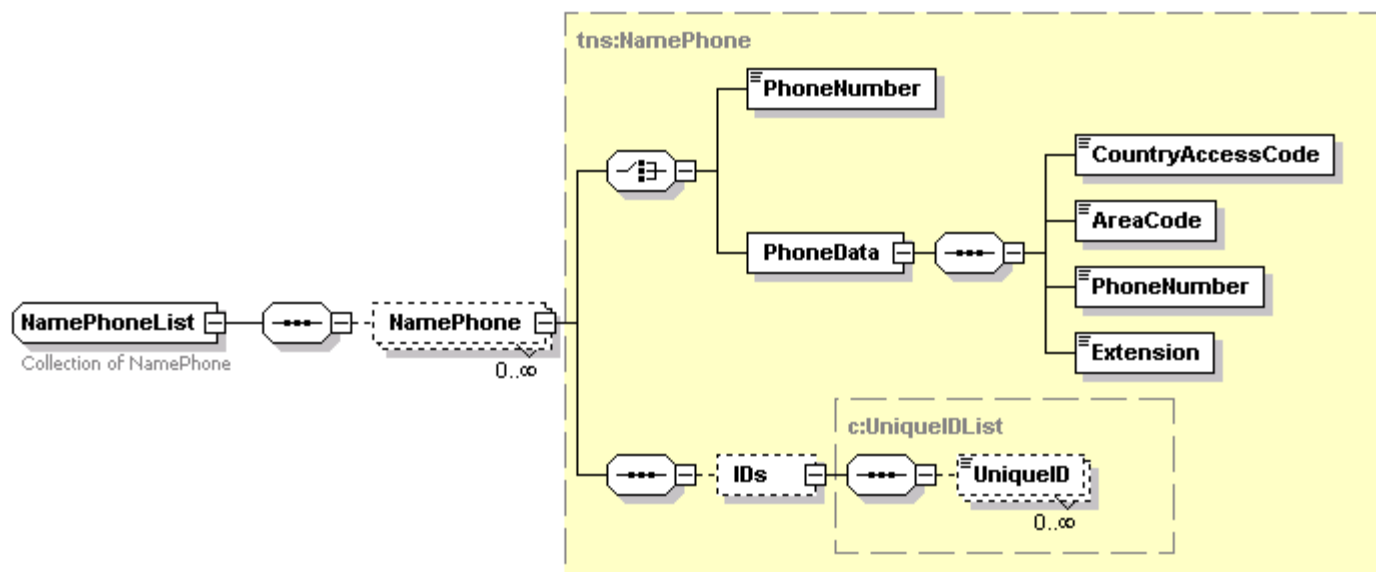 tns:NamePhone
PhoneNumber
CountryAccessCode
AreaCode
PhoneData
PhoneNumber
NamePhoneList
NamePhone
Extension
Collection of NamePhone
0..∞
c:UniqueIDList
IDs
UniqueID
0..∞